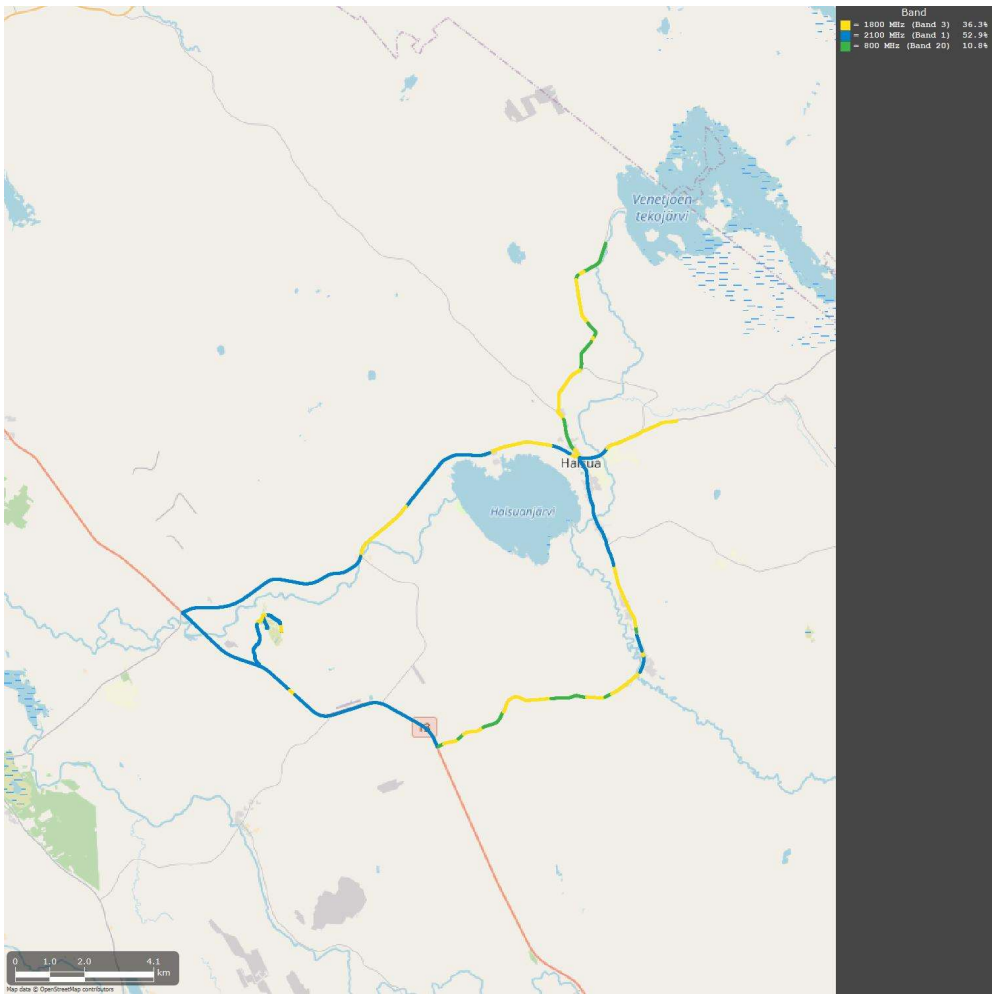 Band
= 1800 MHz (Band 3) 36.3%
= 2100 MHz (Band 1) 52.9%
= 800 MHz (Band 20) 10.8%
Venetjoen
tekojärvi
Halsua
Halsuanjärvi
13
0 1.0 2.0 4.1
km
Map data © OpenStreetMap contributors